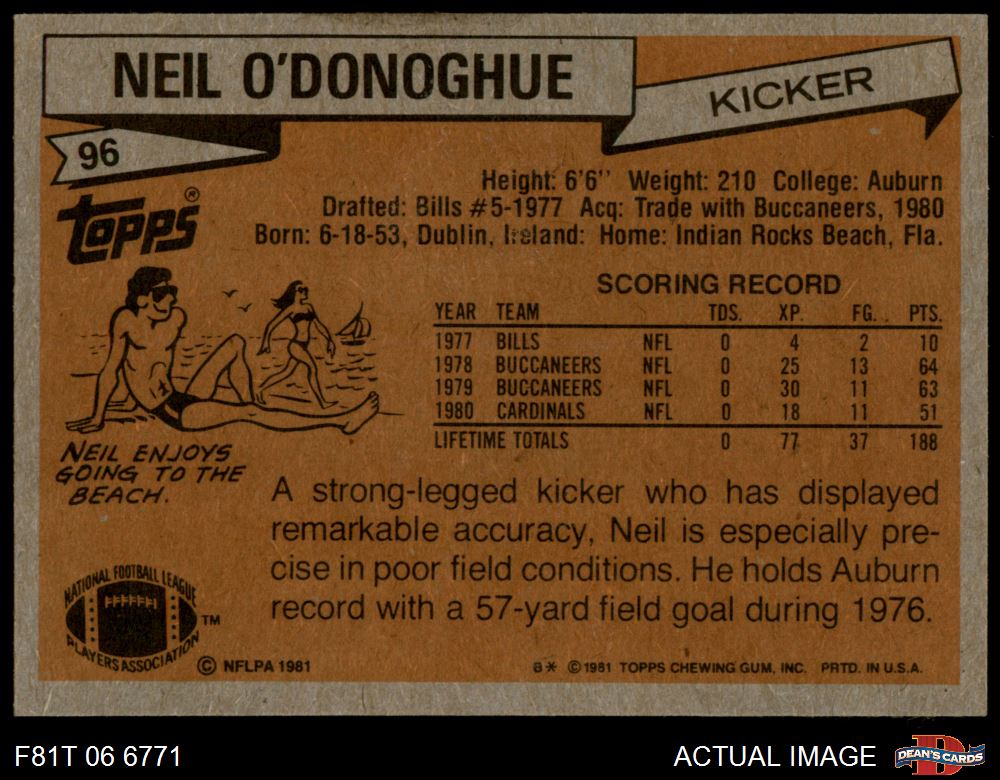 NEIL O'DONOGHUE
KICKER
96
TOPPS ®
Height: 6'6'' Weight: 210 College: Auburn
Drafted: Bills #5-1977 Acq: Trade with Buccaneers, 1980
Born: 6-18-53, Dublin, Ireland: Home: Indian Rocks Beach, Fla.
SCORING RECORD
YEAR TEAM TDS. XP. FG. PTS.
1977 BILLS NFL 0 4 2 10
1978 BUCCANEERS NFL 0 25 13 64
1979 BUCCANEERS NFL 0 30 11 63
1980 CARDINALS NFL 0 18 11 51
LIFETIME TOTALS 0 77 37 188
NEIL ENJOYS
GOING TO THE
BEACH.
A strong-legged kicker who has displayed
remarkable accuracy, Neil is especially pre-
cise in poor field conditions. He holds Auburn
record with a 57-yard field goal during 1976.
NATIONAL FOOTBALL LEAGUE
PLAYERS ASSOCIATION
TM
© NFLPA 1981
B* © 1981 TOPPS CHEWING GUM, INC. PRTD. IN U.S.A.
F81T 06 6771
ACTUAL IMAGE
DEAN'S CARDS